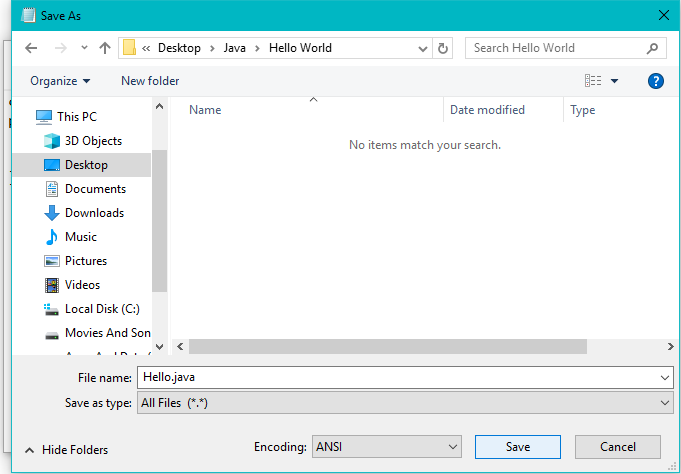 Save As
« Desktop › Java › Hello World
Search Hello World
Organize
New folder
?
Name
Date modified
Type
No items match your search.
This PC
3D Objects
Desktop
Documents
Downloads
Music
Pictures
Videos
Local Disk (C:)
Movies And Son
File name: Hello.java
Save as type: All Files (*.*)
Hide Folders
Encoding: ANSI
Save
Cancel